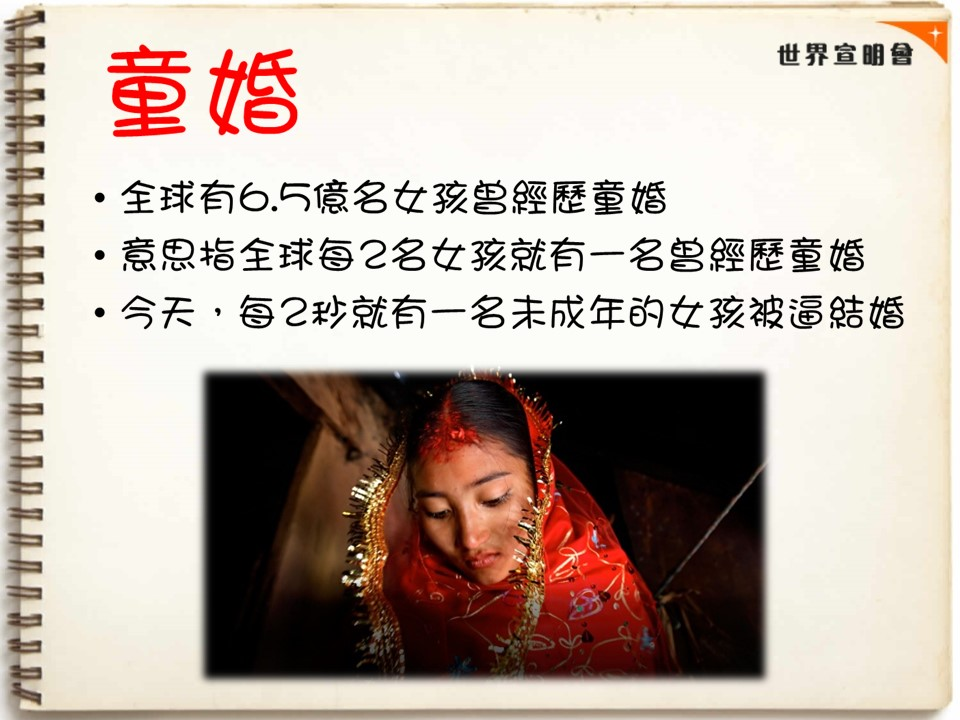 世界宣明會
童婚
• 全球有6.5億名女孩曾經歷童婚
• 意思指全球每2名女孩就有一名曾經歷童婚
• 今天，每2秒就有一名未成年的女孩被逼結婚